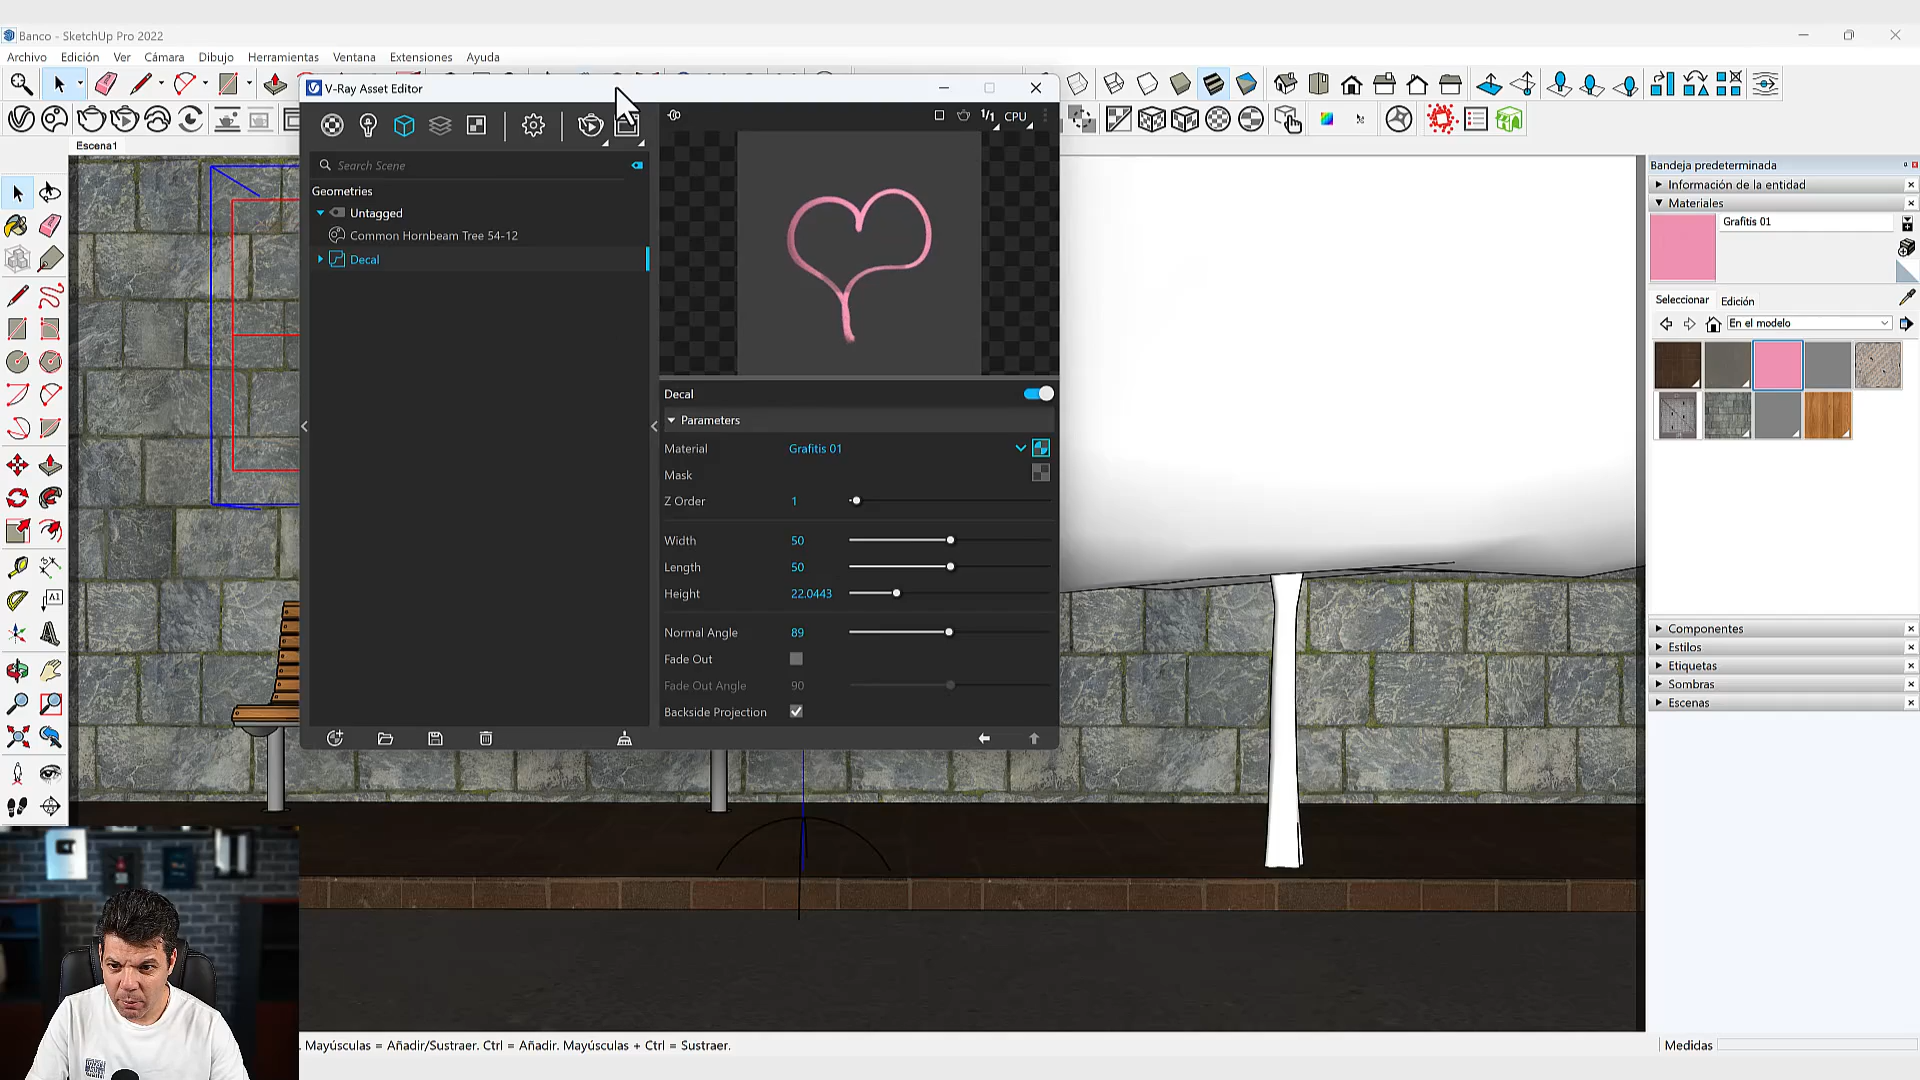 Banco - SketchUp Pro 2022
Archivo Edición Ver Cámara Dibujo Herramientas Ventana Extensiones Ayuda
V-Ray Asset Editor
Escena1
1/1 CPU
Search Scene
Geometries
Untagged
Common Hornbeam Tree 54-12
Decal
Decal
Parameters
Material Grafitis 01
Mask
Z Order 1
Width 50
Length 50
Height 22.0443
Normal Angle 89
Fade Out
Fade Out Angle 90
Backside Projection
Bandeja predeterminada
Información de la entidad
Materiales
Grafitis 01
Seleccionar Edición
En el modelo
Componentes
Estilos
Etiquetas
Sombras
Escenas
A1
. Mayúsculas = Añadir/Sustraer. Ctrl = Añadir. Mayúsculas + Ctrl = Sustraer.
Medidas